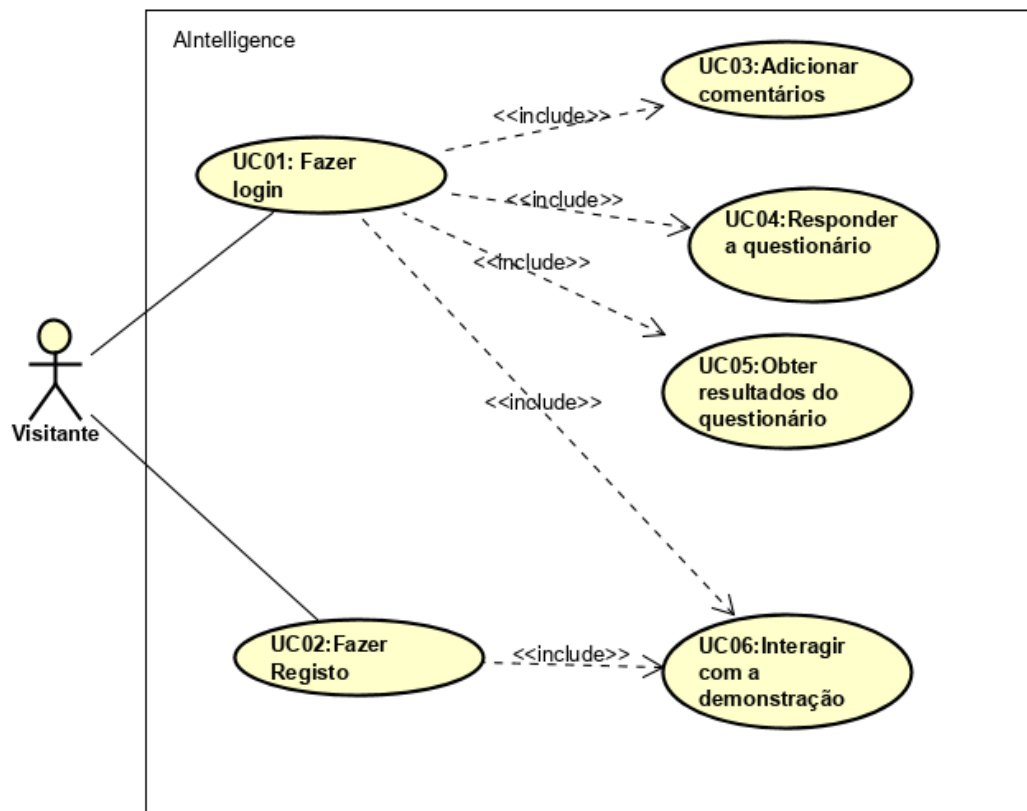 AIntelligence
UC03:Adicionar
comentários
<<include>>
UC01: Fazer
login
<<include>>
UC04:Responder
a questionário
<<include>>
UC05:Obter
resultados do
questionário
<<include>>
Visitante
UC02:Fazer
Registo
<<include>>
UC06:Interagir
com a
demonstração